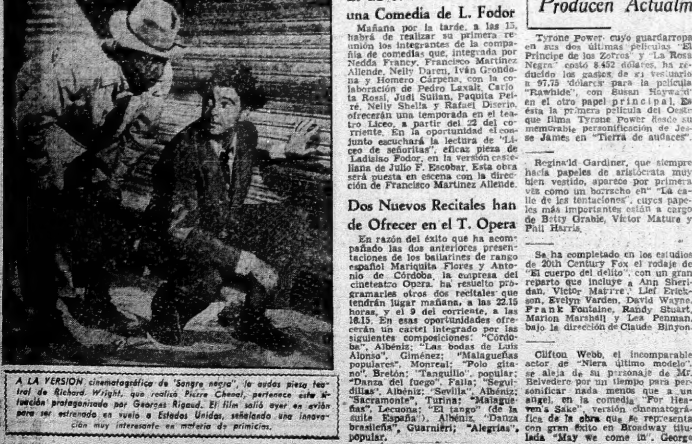 una Comedia de L. Fodor
Mañana por la tarde, a las 15,
habrá de realizar su primera re-
unión los integrantes de la compa-
ñía de comedias que, integrada por
Nedda Francy, Francisco Martínez
Allende, Nelly Daren, Iván Grondo-
na y Homero Cárpena, con la co-
laboración de Pedro Laxalt, Carlo-
ta Rossi, Judi Sulian, Paquita Pei-
ré, Nelly Shella y Rafael Diserio,
ofrecerán una temporada en el tea-
tro Liceo, a partir del 22 del co-
rriente. En la oportunidad el con-
junto escuchará la lectura de "Li-
ceo de señoritas", eficaz pieza de
Ladislao Fodor, en la versión caste-
llana de Julio F. Escobar. Esta obra
será puesta en escena con la direc-
ción de Francisco Martínez Allende.
Dos Nuevos Recitales han
de Ofrecer en el T. Opera
En razón del éxito que ha acom-
pañado las dos anteriores presen-
taciones de los bailarines de rango
español Mariquita Flores y Anto-
nio de Córdoba, la empresa del
cineteatro Opera, ha resuelto pro-
gramarles otros dos recitales que
tendrán lugar mañana, a las 22.15
horas, y el 9 del corriente, a las
18.15. En esas oportunidades ofre-
cerán un cartel integrado por las
siguientes composiciones: "Córdo-
ba", Albéniz; "Las bodas de Luis
Alonso", Giménez; "Malagueñas
populares", Monreal; "Polo gita-
no", Bretón; "Tanguillo", popular;
"Danza del fuego", Falla; "Segui-
dillas", Albéniz; "Sevilla", Albéniz;
"Sacramonte", Turina; "Malague-
ñas", Lecuona; "El tango" (de la
suite España"), Albéniz, "Danza
brasileña", Guarnieri; "Alegrías",
popular.
Producen Actualm
Tyrone Power, cuyo guardarropa
en sus dos últimas películas "El
Príncipe de los Zorros" y "La Rosa
Negra" costó 8.452 dólares, ha re-
ducido los gastos de su vestuario
a 97,75 dólares para la película
"Rawhide", con Susan Hayward
en el otro papel principal. Es
ésta la primera película del Oeste
que filma Tyrone Power desde su
memorable personificación de Jes-
se James en "Tierra de audaces".
Reginald Gardiner, que siempre
hacía papeles de aristócrata muy
bien vestido, aparece por primera
vez como un borracho en "La ca-
lle de las tentaciones", cuyos pape-
les más importantes están a cargo
de Betty Grable, Victor Mature y
Phil Harris.
Se ha completado en los estudios
de 20th Century Fox el rodaje de
"El cuerpo del delito", con un gran
reparto que incluye a Ann Sheri-
dan, Victor Leif Erick-
son, Evelyn Varden, David Wayne,
Frank Fontaine, Randy Stuart,
Marion Marshall y Lea Penman,
bajo la dirección de Claude Binyon.
Clifton Webb, el incomparable
actor de "Niera último modelo",
se aleja de su personaje de Mr.
Belvedere por un tiempo para per-
sonificar nada menos que a un
angel, en la comedia "For Hea-
ven's Sake", versión cinematográ-
fica de la obra que se representa
con gran éxito en Broadway titu-
lada "May we come in". George
A LA VERSION cinematográfica de "Sangre negra", la audaz pieza tea-
tral de Richard Wright, que realizó Pierre Chenal, pertenece esta si-
tuación protagonizada por Georges Rigaud. El film salió ayer en avión
para ser estrenado en vuelo a Estados Unidos, señalando una innova-
ción muy interesante en materia de primicias.